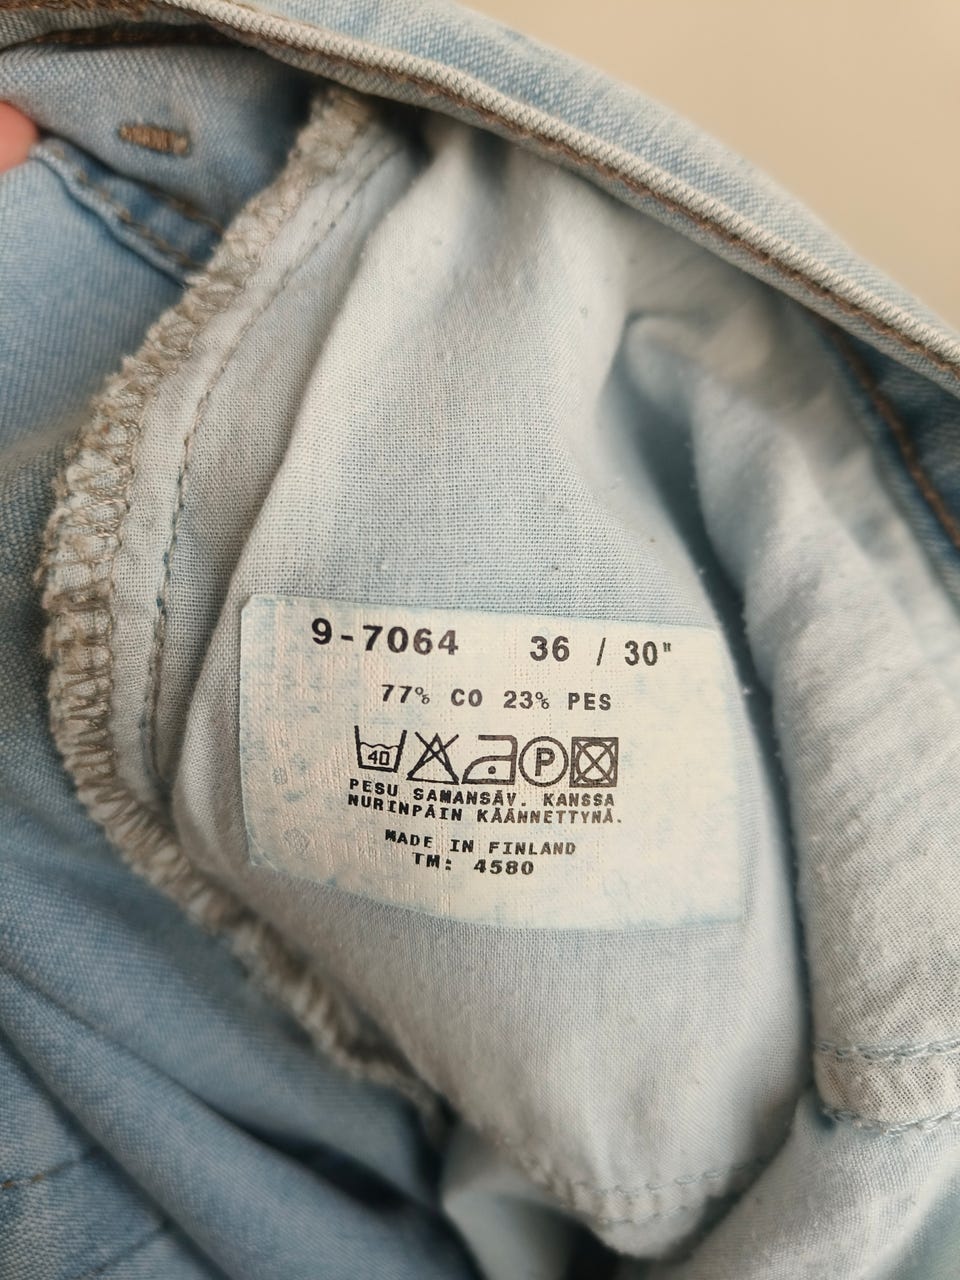 9-7064 36 / 30"
77% CO 23% PES
40 P
PESU SAMANSÄV. KANSSA
NURINPÄIN KÄÄNNETTYNÄ.
MADE IN FINLAND
TM: 4580